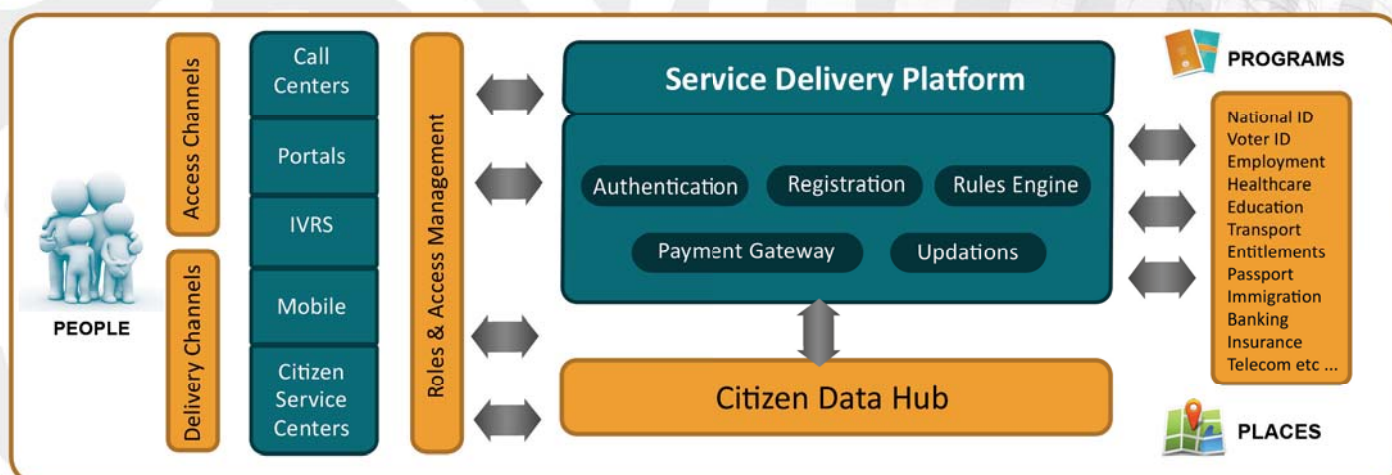 PEOPLE
Access Channels
Delivery Channels
Call
Centers
Portals
IVRS
Mobile
Citizen
Service
Centers
Roles & Access Management
Service Delivery Platform
Authentication
Registration
Rules Engine
Payment Gateway
Updations
Citizen Data Hub
PROGRAMS
National ID
Voter ID
Employment
Healthcare
Education
Transport
Entitlements
Passport
Immigration
Banking
Insurance
Telecom etc ...
PLACES